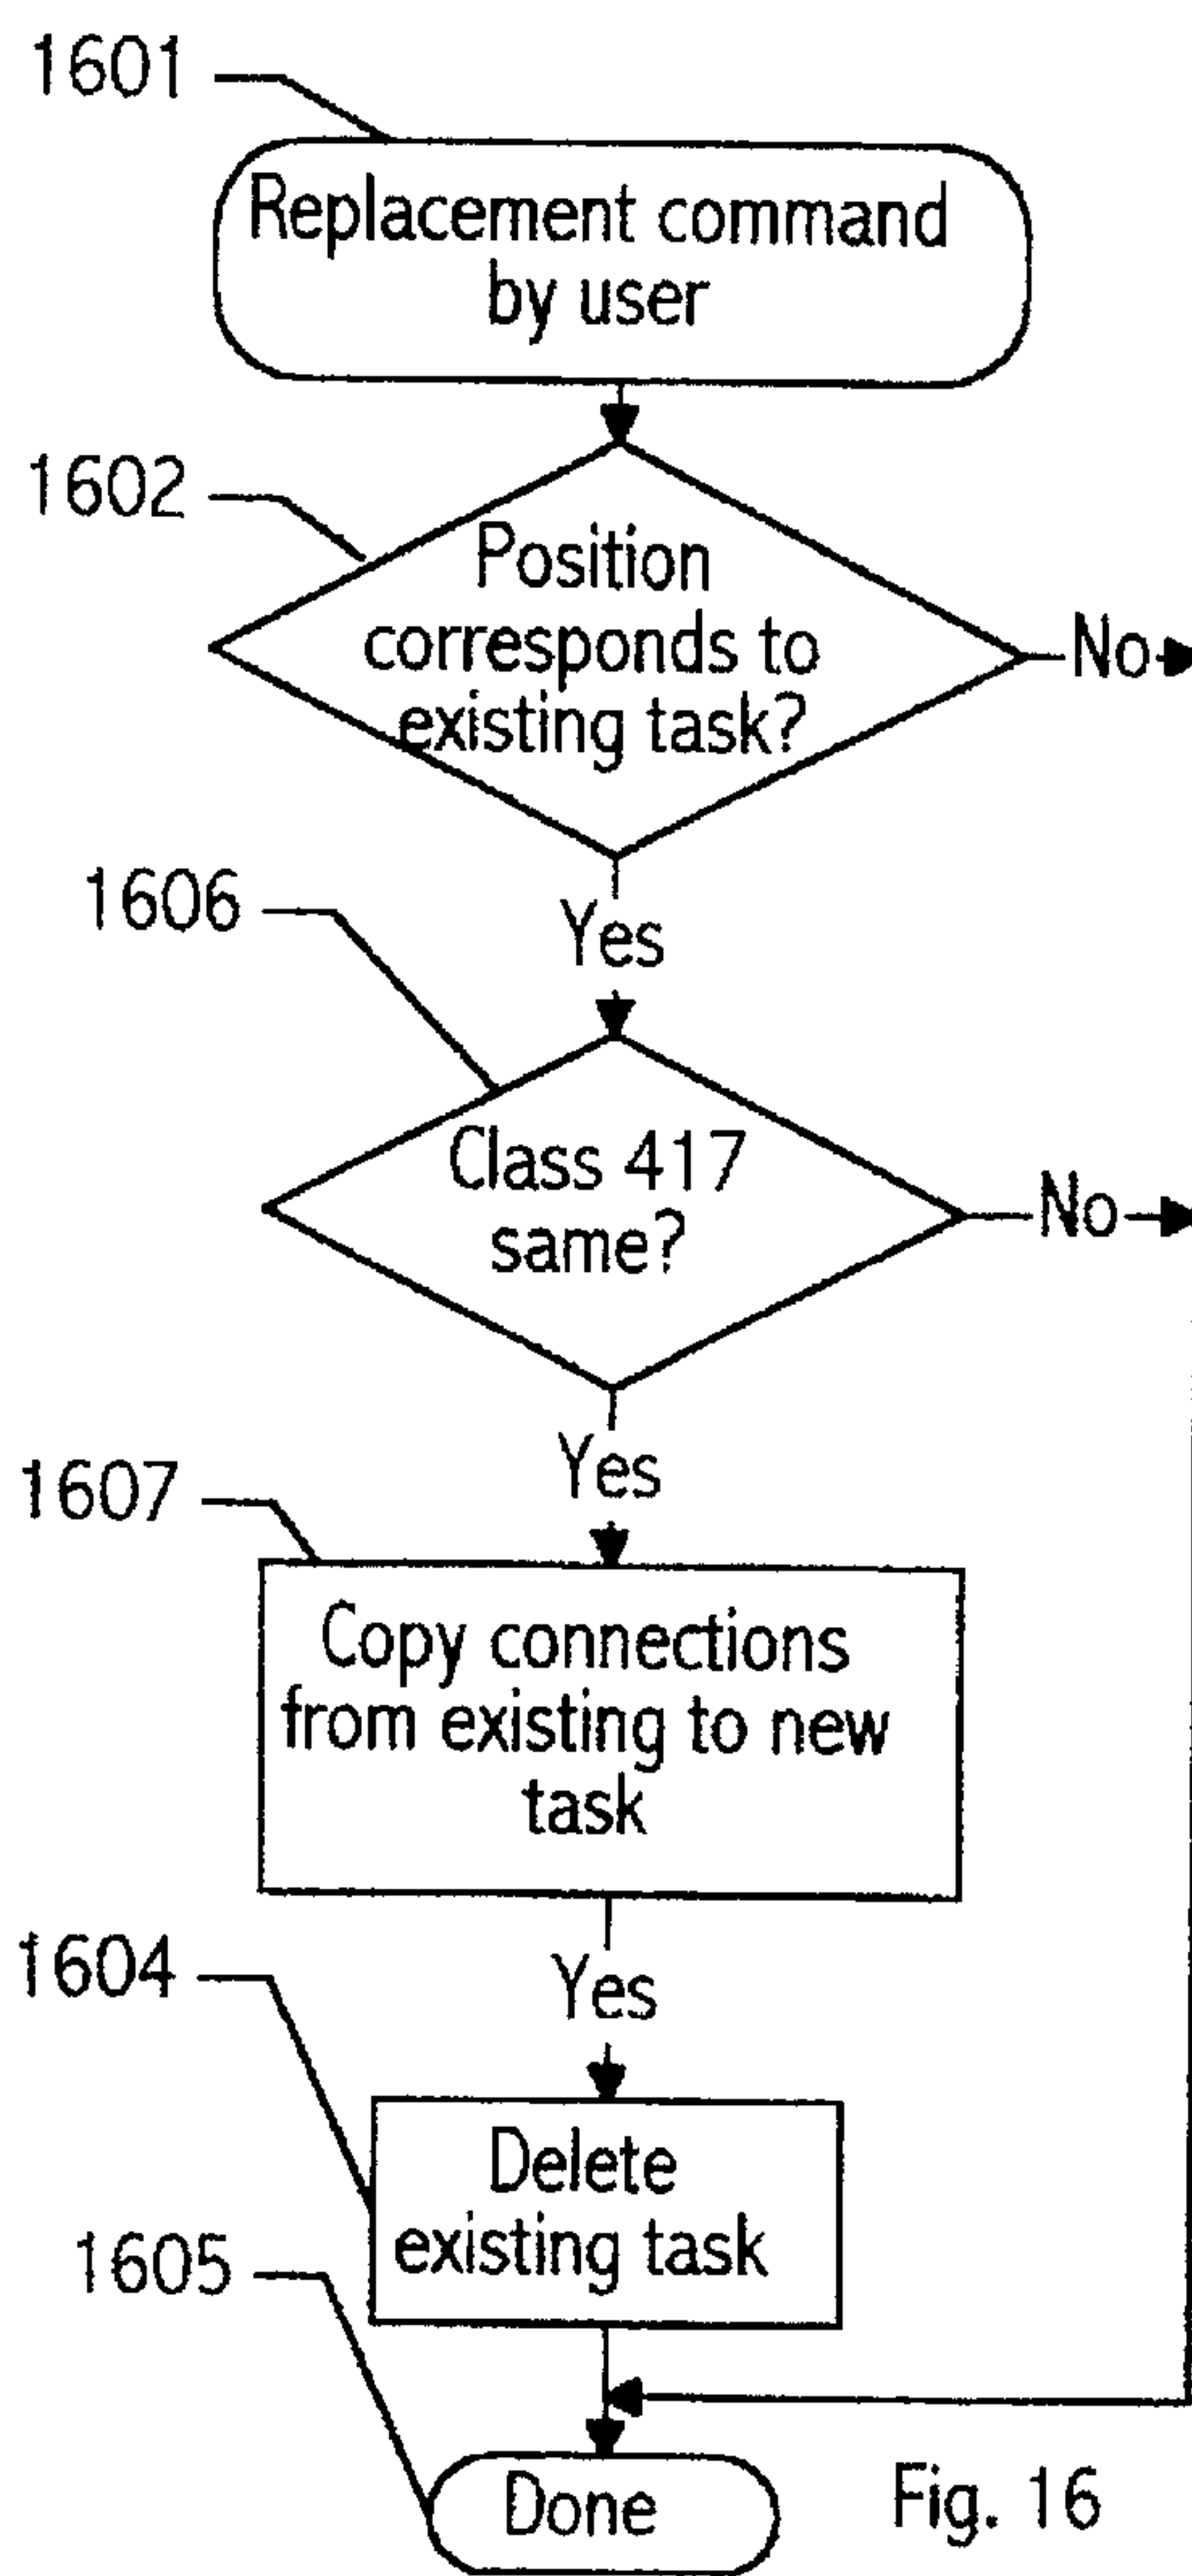 1601
Replacement command
by user
1602
Position
corresponds to
existing task?
No
Yes
1606
Class 417
same?
No
Yes
1607
Copy connections
from existing to new
task
Yes
1604
Delete
existing task
1605
Done
Fig. 16